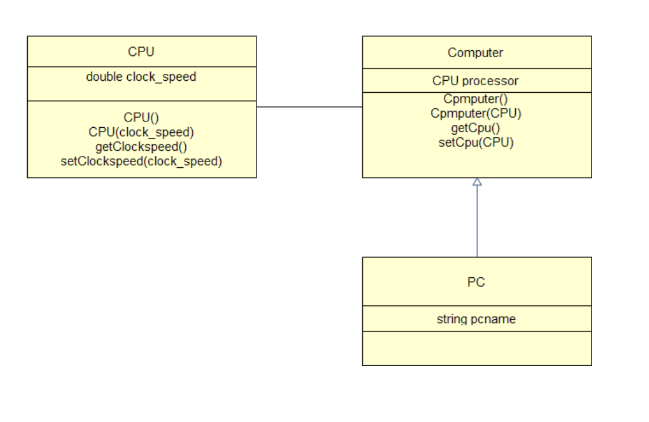 CPU
double clock_speed
CPU()
CPU(clock_speed)
getClockspeed()
setClockspeed(clock_speed)
Computer
CPU processor
Cpmputer()
Cpmputer(CPU)
getCpu()
setCpu(CPU)
PC
string pcname